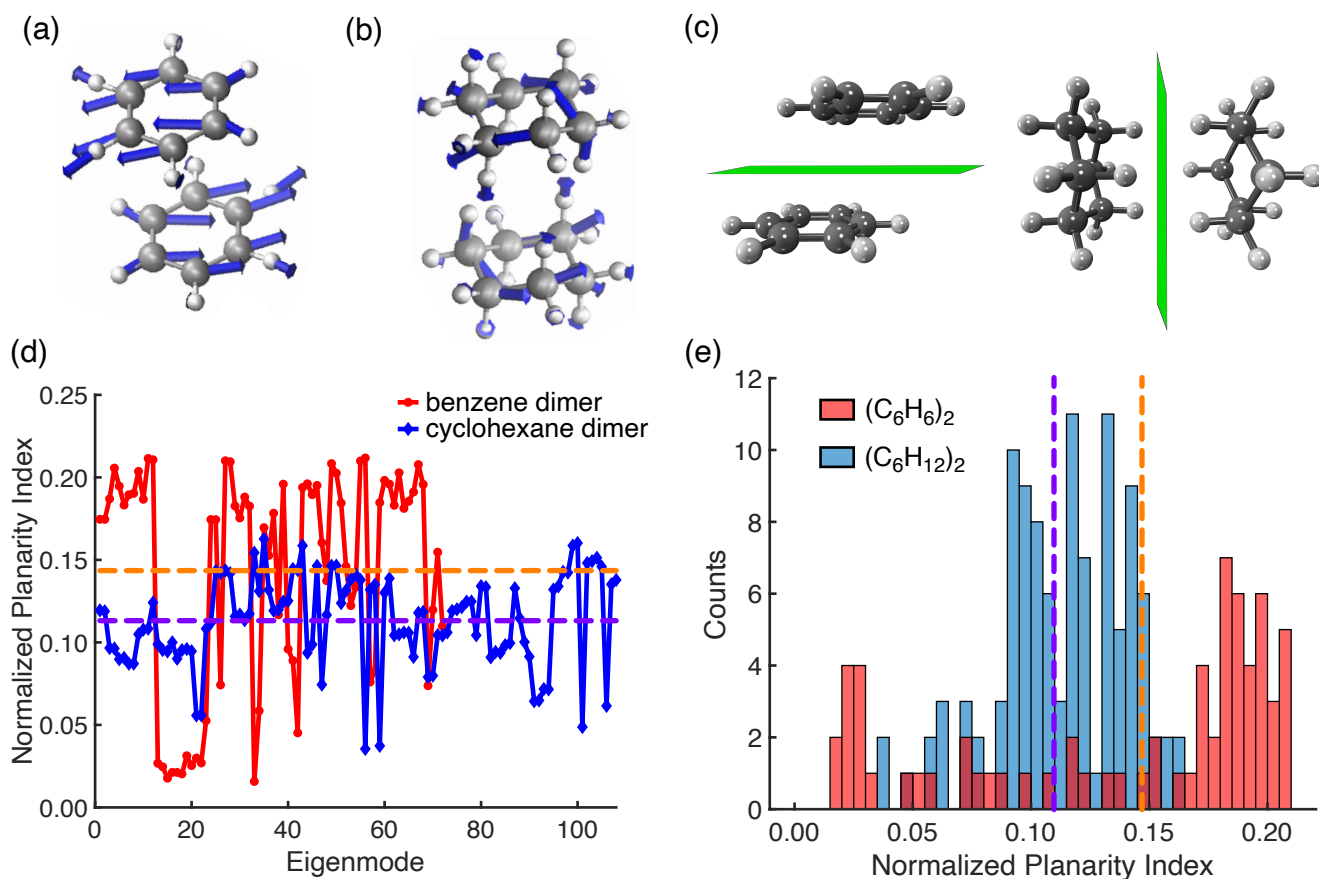 (a)
(b)
(c)
(d)
Normalized Planarity Index
0.25
0.20
0.15
0.10
0.05
0.00
benzene dimer
cyclohexane dimer
0 20 40 60 80 100
Eigenmode
(e)
Counts
12
10
8
6
4
2
0
(C₆H₆)₂
(C₆H₁₂)₂
0.00 0.05 0.10 0.15 0.20
Normalized Planarity Index